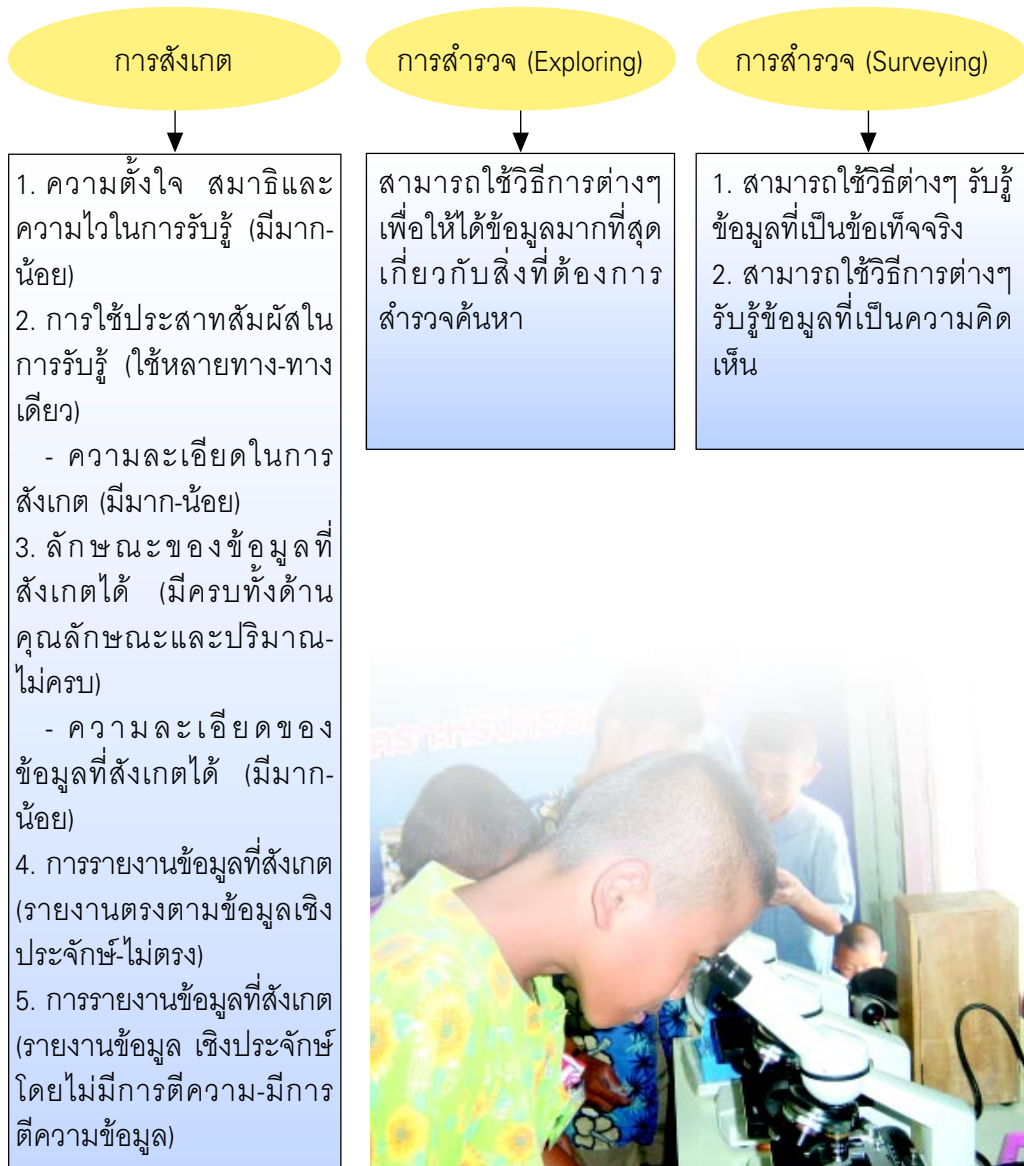 การสังเกต
1. ความตั้งใจ สมาธิและ
ความไวในการรับรู้ (มีมาก-
น้อย)
2. การใช้ประสาทสัมผัสใน
การรับรู้ (ใช้หลายทาง-ทาง
เดียว)
- ความละเอียดในการ
สังเกต (มีมาก-น้อย)
3. ลักษณะของข้อมูลที่
สังเกตได้ (มีครบทั้งด้าน
คุณลักษณะและปริมาณ-
ไม่ครบ)
- ความละเอียดของ
ข้อมูลที่สังเกตได้ (มีมาก-
น้อย)
4. การรายงานข้อมูลที่สังเกต
(รายงานตรงตามข้อมูลเชิง
ประจักษ์-ไม่ตรง)
5. การรายงานข้อมูลที่สังเกต
(รายงานข้อมูล เชิงประจักษ์
โดยไม่มีการตีความ-มีการ
ตีความข้อมูล)
การสำรวจ (Exploring)
สามารถใช้วิธีการต่างๆ
เพื่อให้ได้ข้อมูลมากที่สุด
เกี่ยวกับสิ่งที่ต้องการ
สำรวจค้นหา
การสำรวจ (Surveying)
1. สามารถใช้วิธีต่างๆ รับรู้
ข้อมูลที่เป็นข้อเท็จจริง
2. สามารถใช้วิธีการต่างๆ
รับรู้ข้อมูลที่เป็นความคิด
เห็น